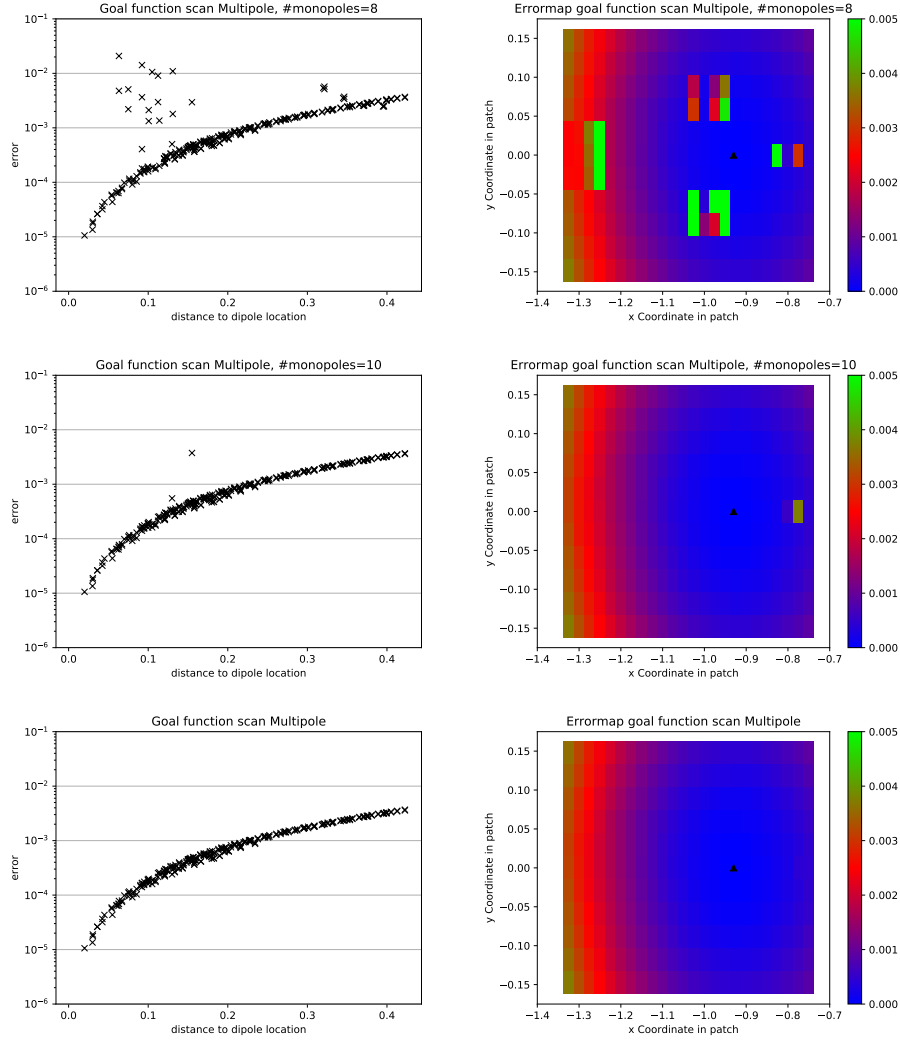 Goal function scan Multipole, #monopoles=8
10⁻¹
10⁻²
10⁻³
10⁻⁴
10⁻⁵
10⁻⁶
error
0.0 0.1 0.2 0.3 0.4
distance to dipole location
Errormap goal function scan Multipole, #monopoles=8
0.15
0.10
0.05
0.00
−0.05
−0.10
−0.15
y Coordinate in patch
−1.4 −1.3 −1.2 −1.1 −1.0 −0.9 −0.8 −0.7
x Coordinate in patch
0.005
0.004
0.003
0.002
0.001
0.000
Goal function scan Multipole, #monopoles=10
10⁻¹
10⁻²
10⁻³
10⁻⁴
10⁻⁵
10⁻⁶
error
0.0 0.1 0.2 0.3 0.4
distance to dipole location
Errormap goal function scan Multipole, #monopoles=10
0.15
0.10
0.05
0.00
−0.05
−0.10
−0.15
y Coordinate in patch
−1.4 −1.3 −1.2 −1.1 −1.0 −0.9 −0.8 −0.7
x Coordinate in patch
0.005
0.004
0.003
0.002
0.001
0.000
Goal function scan Multipole
10⁻¹
10⁻²
10⁻³
10⁻⁴
10⁻⁵
10⁻⁶
error
0.0 0.1 0.2 0.3 0.4
distance to dipole location
Errormap goal function scan Multipole
0.15
0.10
0.05
0.00
−0.05
−0.10
−0.15
y Coordinate in patch
−1.4 −1.3 −1.2 −1.1 −1.0 −0.9 −0.8 −0.7
x Coordinate in patch
0.005
0.004
0.003
0.002
0.001
0.000